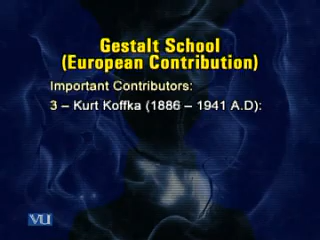 Gestalt School
(European Contribution)
Important Contributors:
3 – Kurt Koffka (1886 – 1941 A.D):
VU